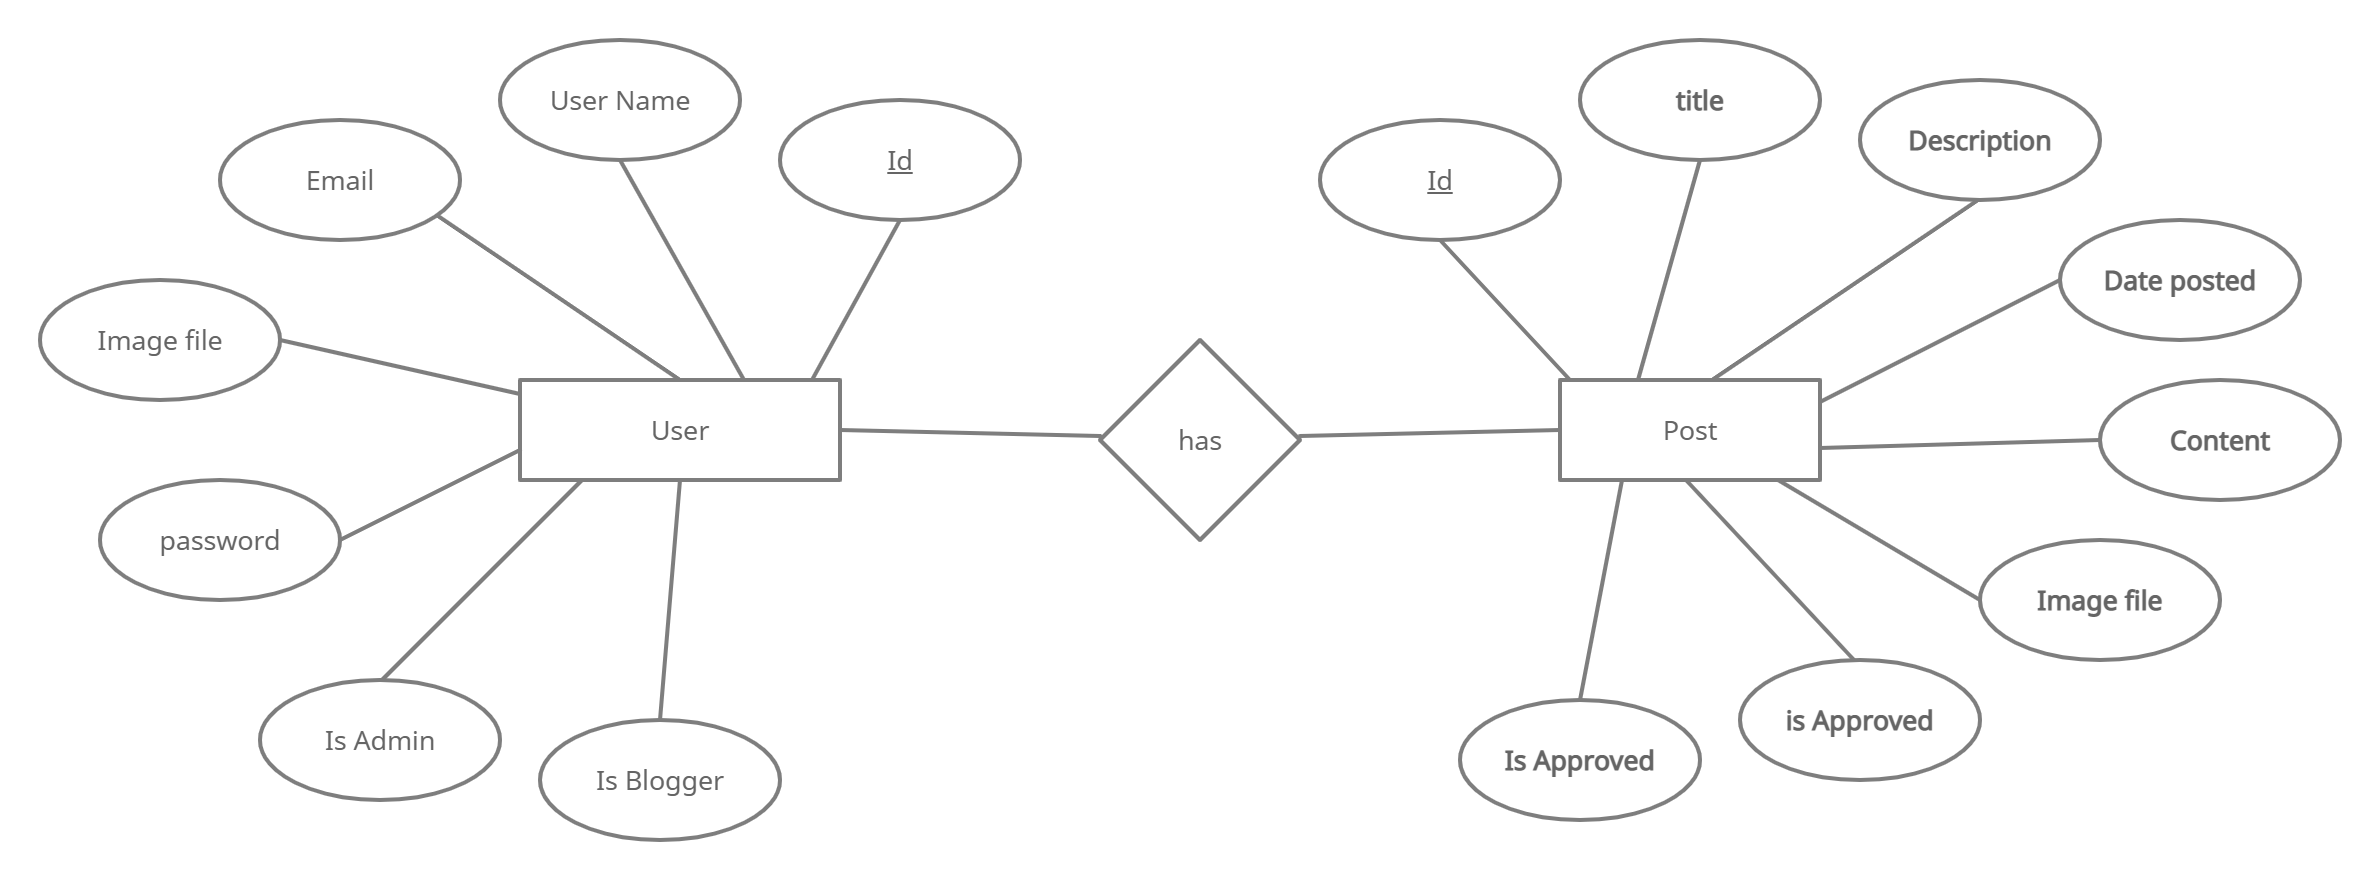 User Name
Id
Email
Image file
User
password
Is Admin
Is Blogger
has
title
Id
Description
Date posted
Post
Content
Image file
is Approved
Is Approved